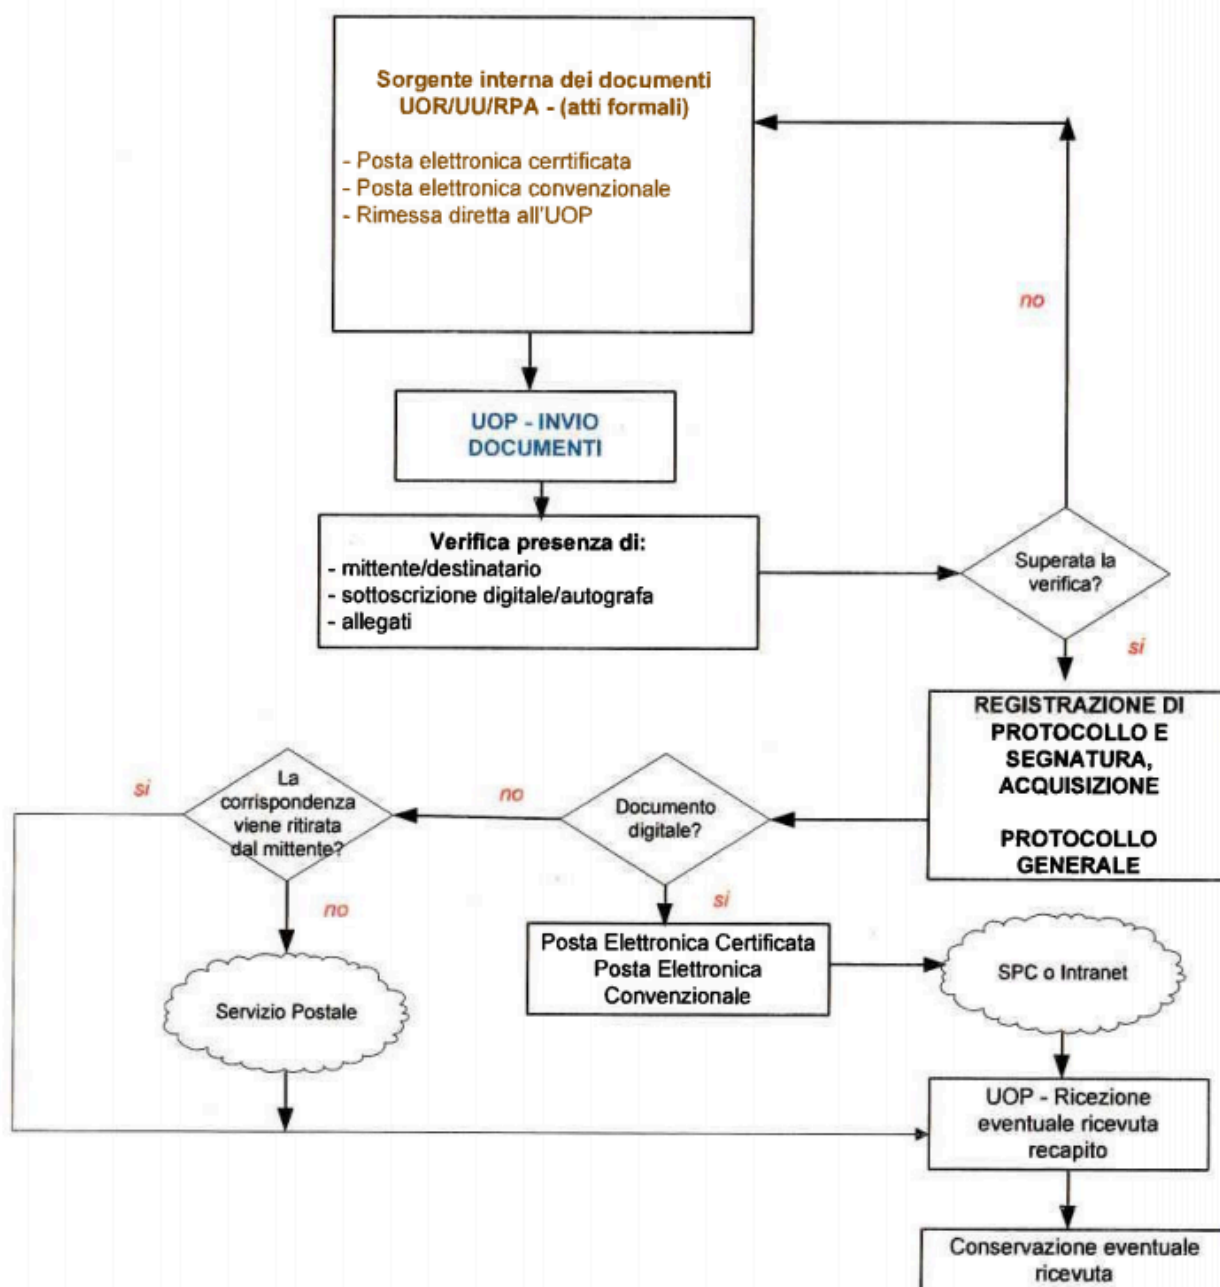 Sorgente interna dei documenti
UOR/UU/RPA - (atti formali)
- Posta elettronica cerrtificata
- Posta elettronica convenzionale
- Rimessa diretta all'UOP
no
UOP - INVIO
DOCUMENTI
Verifica presenza di:
- mittente/destinatario
- sottoscrizione digitale/autografa
- allegati
Superata la
verifica?
si
REGISTRAZIONE DI
PROTOCOLLO E
SEGNATURA,
ACQUISIZIONE
PROTOCOLLO
GENERALE
Documento
digitale?
no
La
corrispondenza
viene ritirata
dal mittente?
si
no
si
Servizio Postale
Posta Elettronica Certificata
Posta Elettronica
Convenzionale
SPC o Intranet
UOP - Ricezione
eventuale ricevuta
recapito
Conservazione eventuale
ricevuta